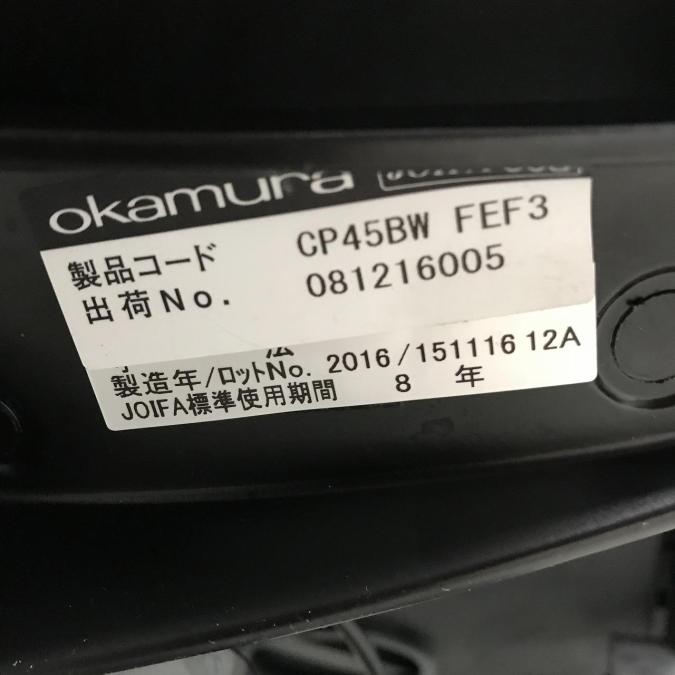 okamura
製品コード CP45BW FEF3
出荷No. 081216005
法
製造年/ロットNo. 2016/151116 12A
JOIFA標準使用期間 8 年